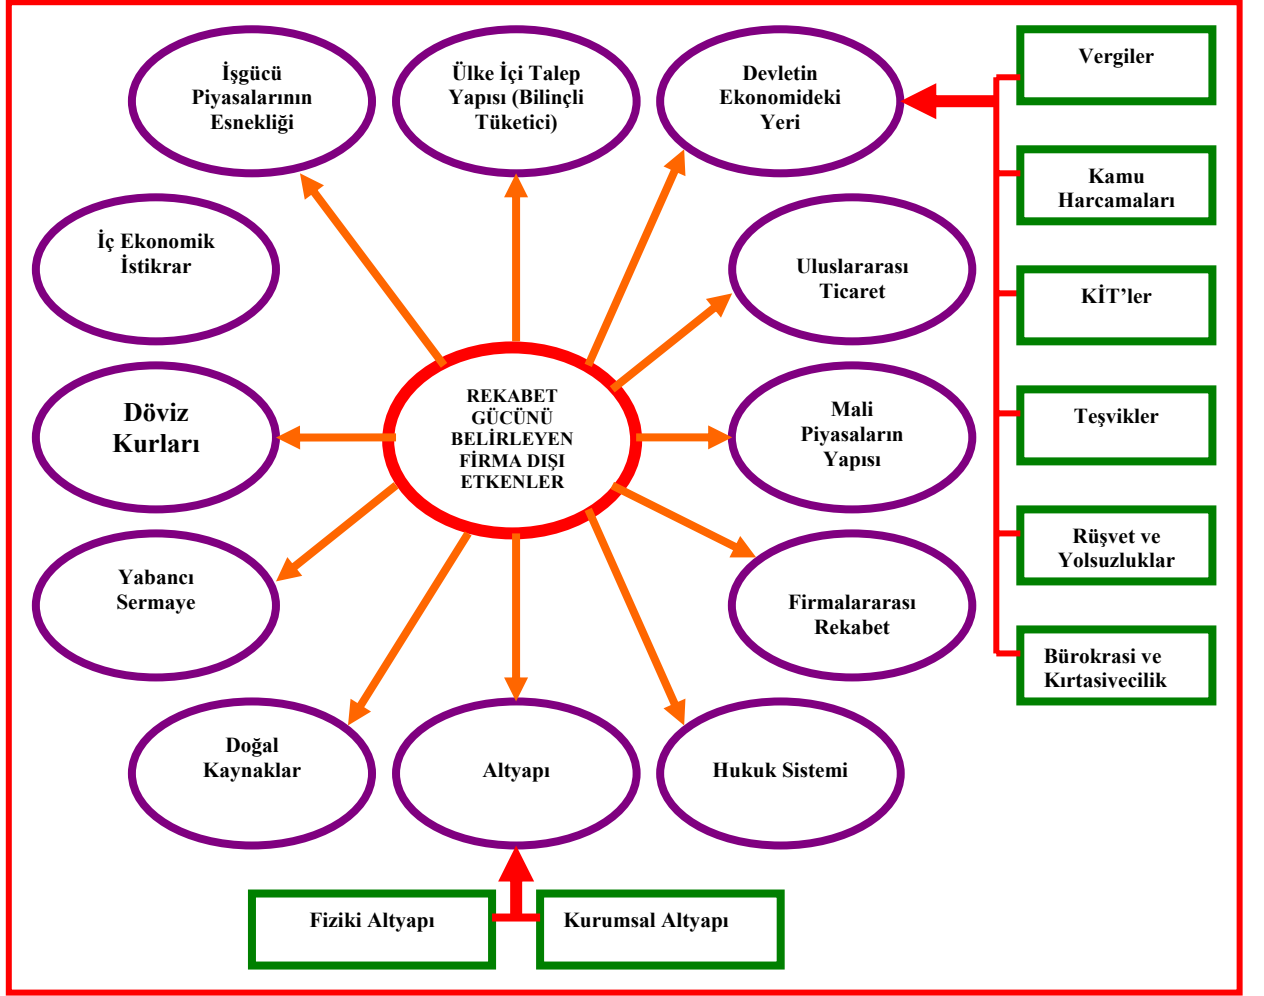 İşgücü
Piyasalarının
Esnekliği
Ülke İçi Talep
Yapısı (Bilinçli
Tüketici)
Devletin
Ekonomideki
Yeri
Vergiler
Kamu
Harcamaları
İç Ekonomik
İstikrar
Uluslararası
Ticaret
KİT’ler
Döviz
Kurları
REKABET
GÜCÜNÜ
BELİRLEYEN
FİRMA DIŞI
ETKENLER
Mali
Piyasaların
Yapısı
Teşvikler
Yabancı
Sermaye
Firmalararası
Rekabet
Rüşvet ve
Yolsuzluklar
Bürokrasi ve
Kırtasivecilik
Doğal
Kaynaklar
Altyapı
Hukuk Sistemi
Fiziki Altyapı
Kurumsal Altyapı